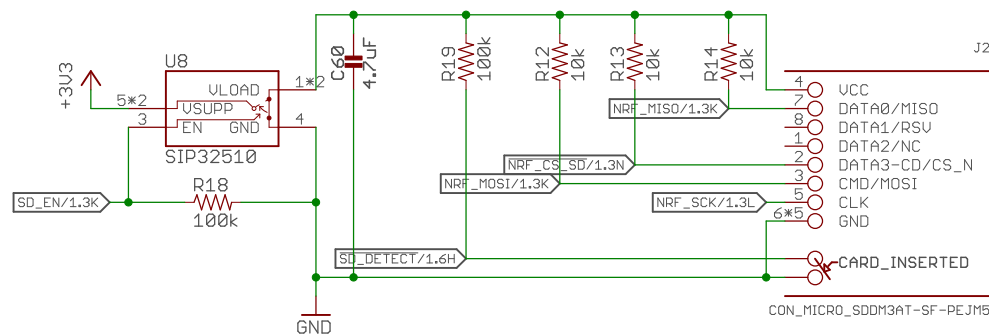 +3V3
U8
5*2
3
VLOAD
VSUPP
EN GND
1*2
4
SIP32510
SD_EN/1.3K
R18
100k
GND
C60
4.7uF
R19
100k
R12
10k
R13
10k
R14
10k
NRF_MISO/1.3K
NRF_CS_SD/1.3N
NRF_MOSI/1.3K
NRF_SCK/1.3L
SD_DETECT/1.6H
J2
4 VCC
7 DATA0/MISO
8 DATA1/RSV
1 DATA2/NC
2 DATA3-CD/CS_N
3 CMD/MOSI
5 CLK
6*5 GND
CARD_INSERTED
CON_MICRO_SDDM3AT-SF-PEJM5